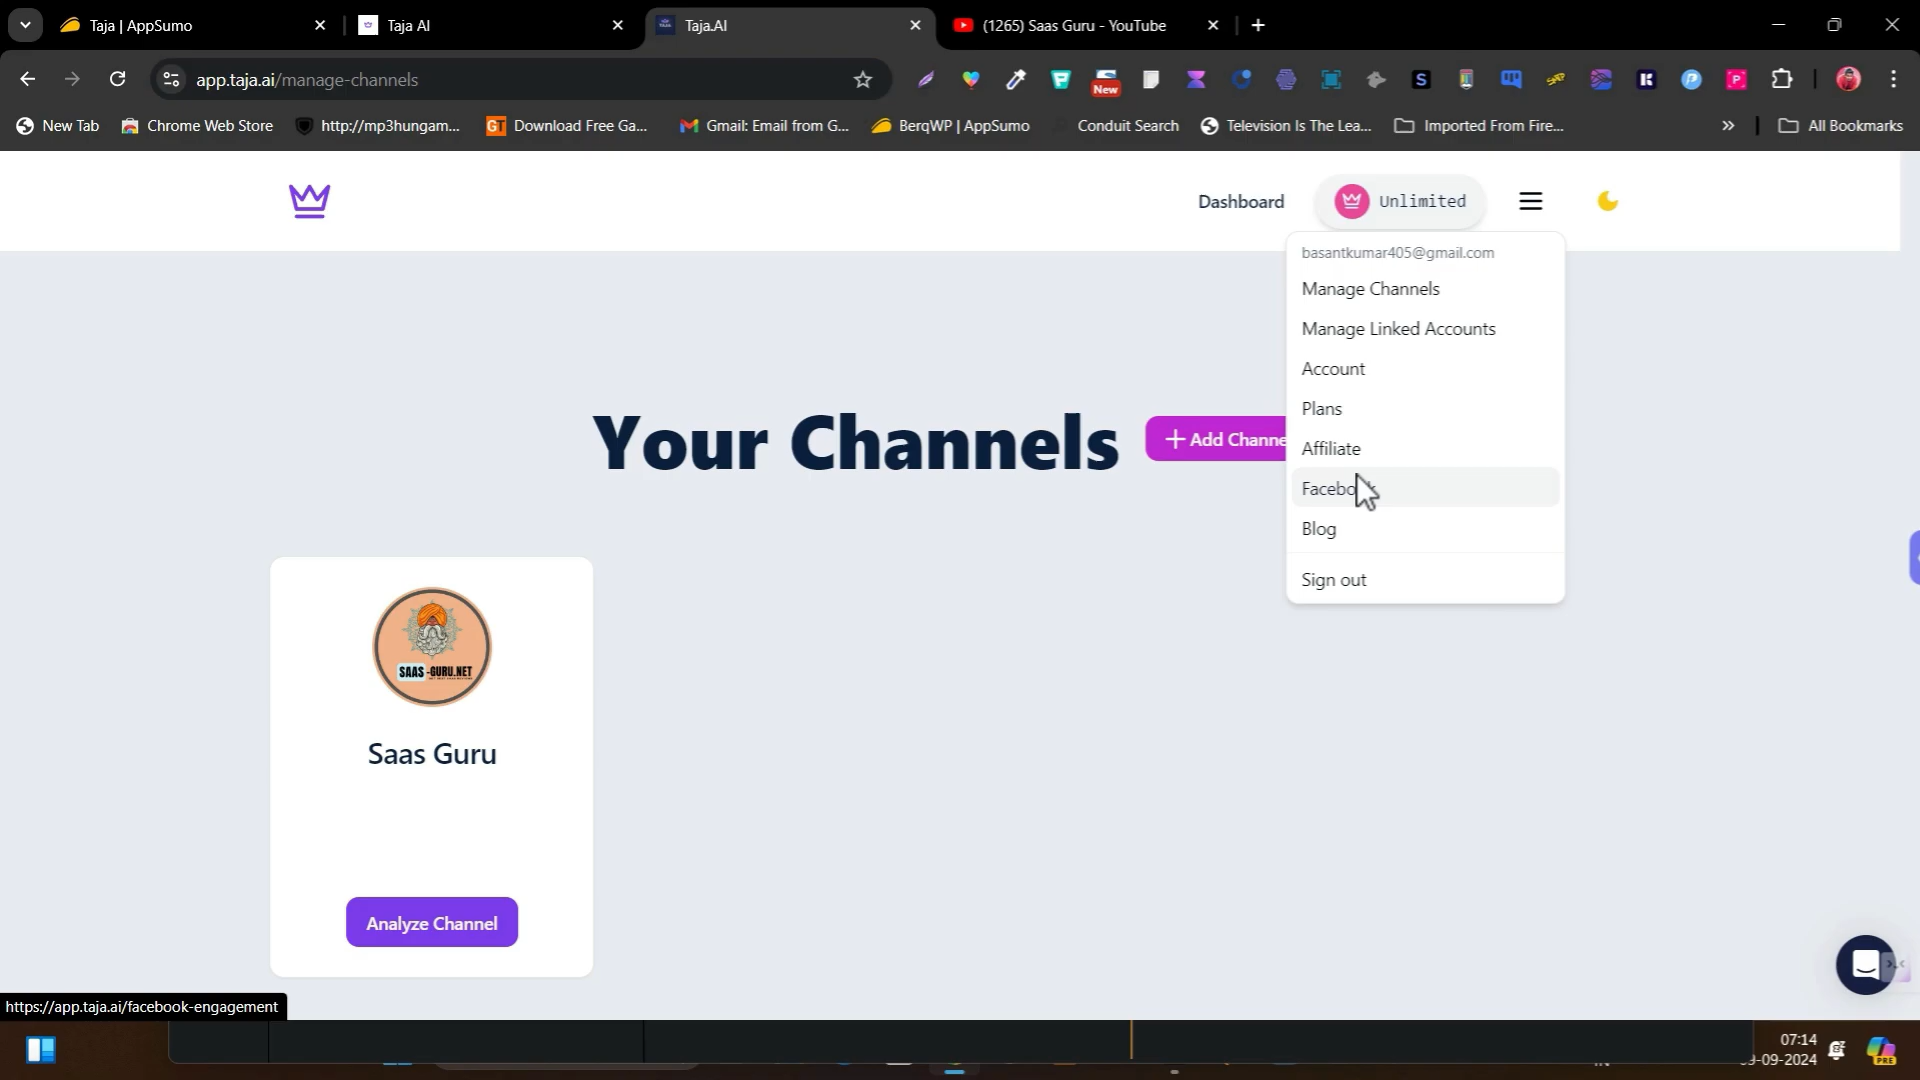 Taja | AppSumo
Taja AI
Taja.AI
(1265) Saas Guru - YouTube
app.taja.ai/manage-channels
New
New Tab
Chrome Web Store
http://mp3hungam...
GT
Download Free Ga...
Gmail: Email from G...
BerqWP | AppSumo
Conduit Search
Television Is The Lea...
Imported From Fire...
»
All Bookmarks
Dashboard
Unlimited
basantkumar405@gmail.com
Manage Channels
Manage Linked Accounts
Account
Plans
Affiliate
Blog
Sign out
Your Channels
+ Add Channe
SAAS -GURU.NET
Saas Guru
Analyze Channel
https://app.taja.ai/facebook-engagement
07:14
-09-2024
PRE